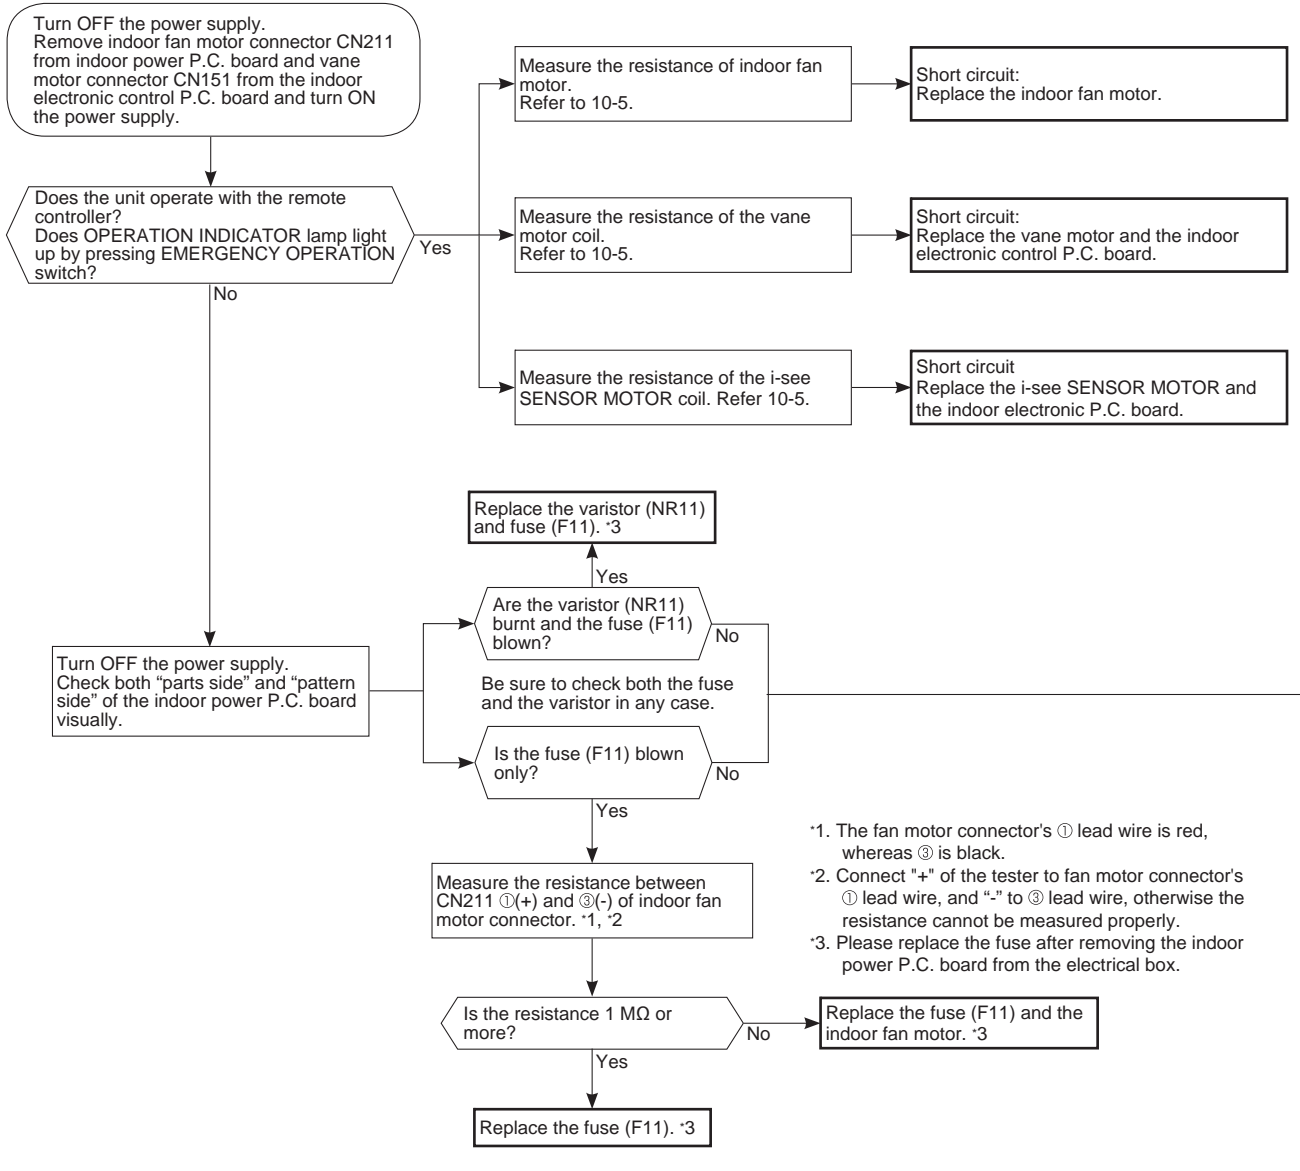 Turn OFF the power supply.
Remove indoor fan motor connector CN211
from indoor power P.C. board and vane
motor connector CN151 from the indoor
electronic control P.C. board and turn ON
the power supply.
Does the unit operate with the remote
controller?
Does OPERATION INDICATOR lamp light
up by pressing EMERGENCY OPERATION
switch?
Yes
No
Measure the resistance of indoor fan
motor.
Refer to 10-5.
Short circuit:
Replace the indoor fan motor.
Measure the resistance of the vane
motor coil.
Refer to 10-5.
Short circuit:
Replace the vane motor and the indoor
electronic control P.C. board.
Measure the resistance of the i-see
SENSOR MOTOR coil. Refer 10-5.
Short circuit
Replace the i-see SENSOR MOTOR and
the indoor electronic P.C. board.
Turn OFF the power supply.
Check both “parts side” and “pattern
side” of the indoor power P.C. board
visually.
Replace the varistor (NR11)
and fuse (F11). *3
Yes
Are the varistor (NR11)
burnt and the fuse (F11)
blown?
No
Be sure to check both the fuse
and the varistor in any case.
Is the fuse (F11) blown
only?
No
Yes
Measure the resistance between
CN211 ①(+) and ③(-) of indoor fan
motor connector. *1, *2
Is the resistance 1 MΩ or
more?
No
Replace the fuse (F11) and the
indoor fan motor. *3
Yes
Replace the fuse (F11). *3
*1. The fan motor connector's ① lead wire is red,
whereas ③ is black.
*2. Connect "+" of the tester to fan motor connector's
① lead wire, and “-” to ③ lead wire, otherwise the
resistance cannot be measured properly.
*3. Please replace the fuse after removing the indoor
power P.C. board from the electrical box.